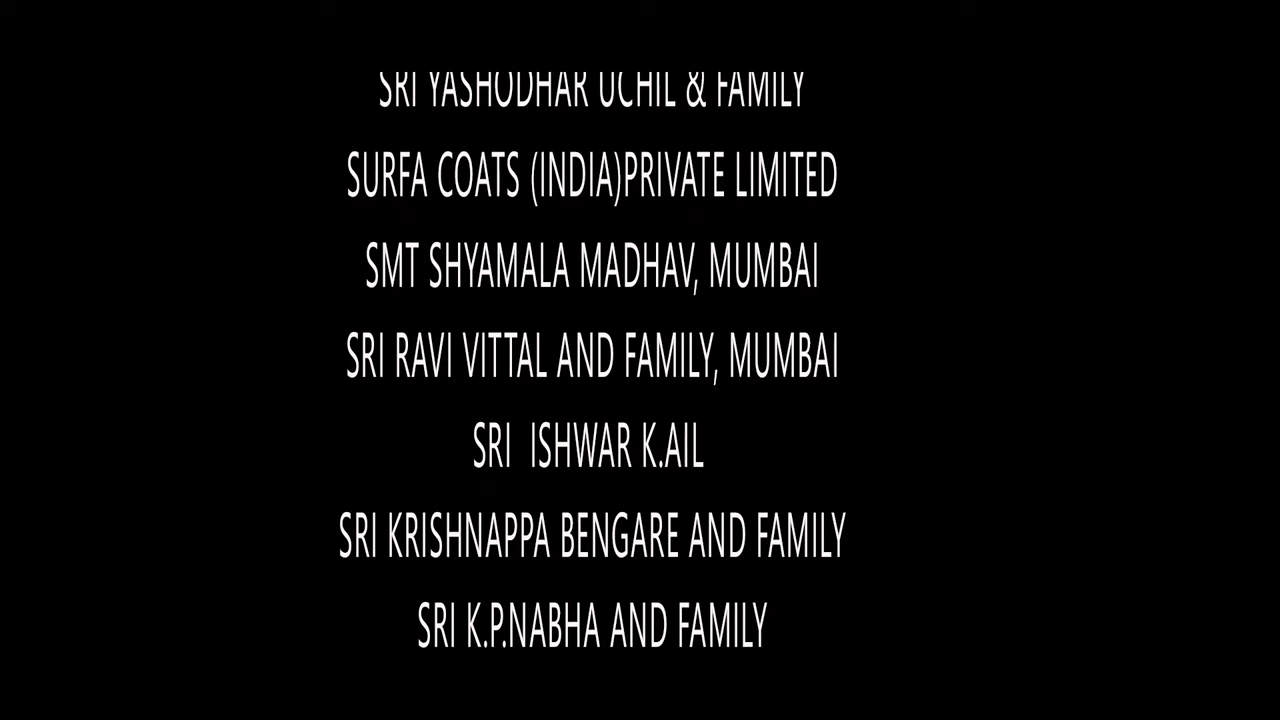 SRI YASHODHAR UCHIL & FAMILY
SURFA COATS (INDIA)PRIVATE LIMITED
SMT SHYAMALA MADHAV, MUMBAI
SRI RAVI VITTAL AND FAMILY, MUMBAI
SRI  ISHWAR K.AIL
SRI KRISHNAPPA BENGARE AND FAMILY
SRI K.P.NABHA AND FAMILY